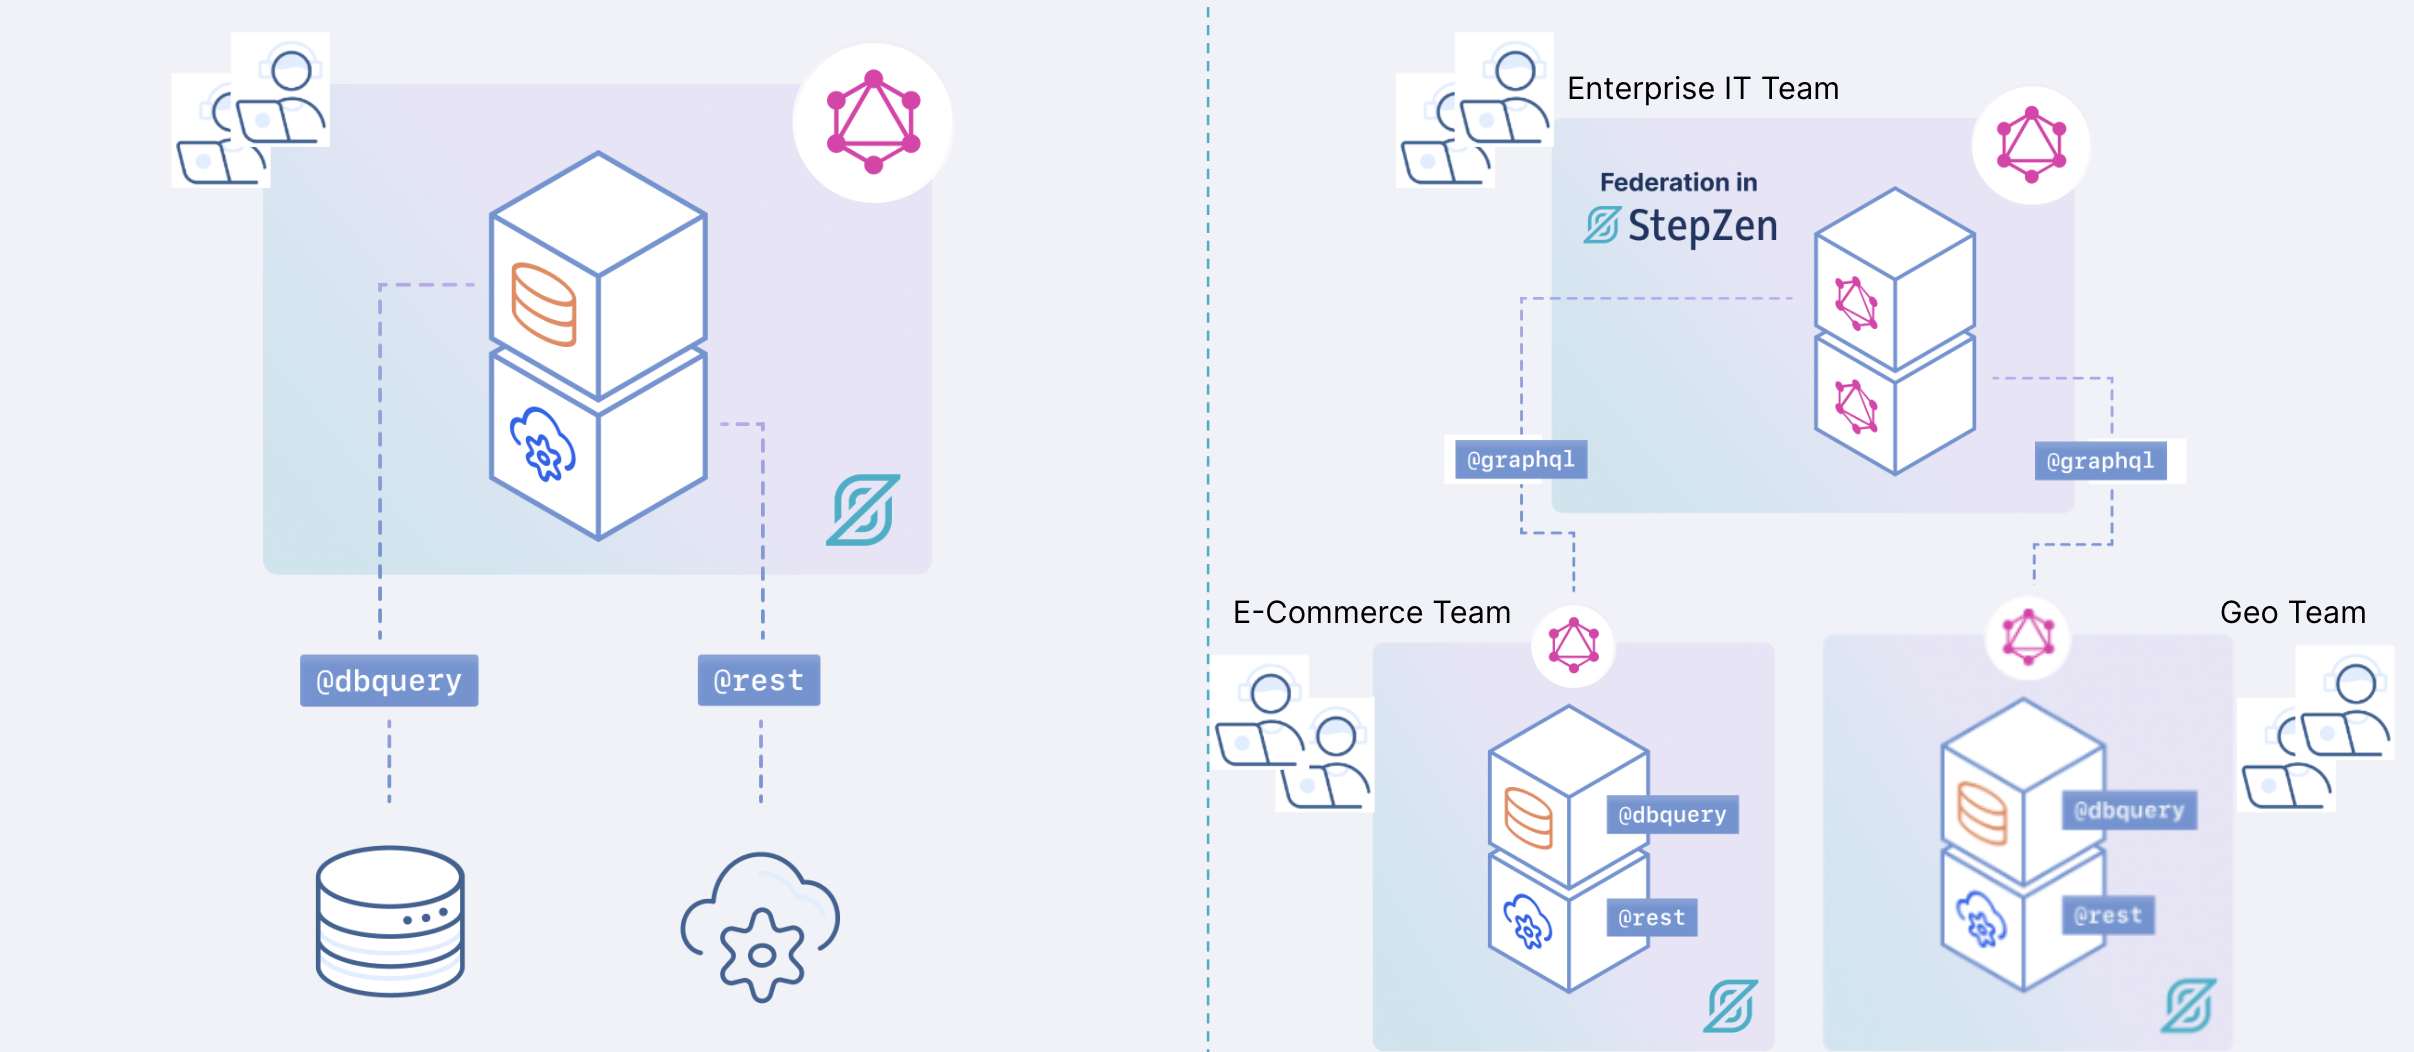 @dbquery
@rest
Enterprise IT Team
Federation in
StepZen
@graphql
@graphql
E-Commerce Team
@dbquery
@rest
Geo Team
@dbquery
@rest